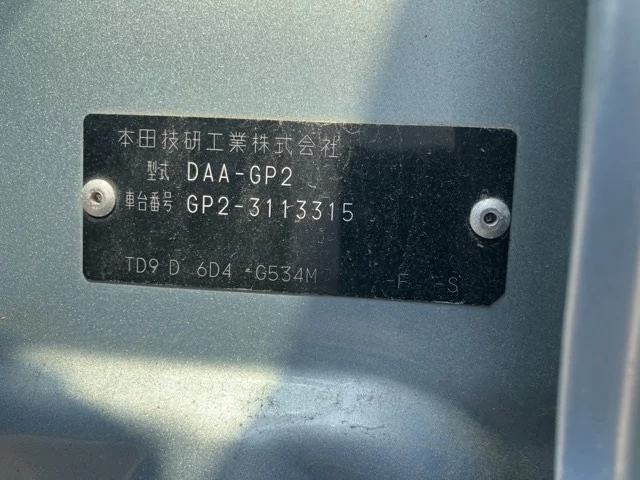 本田技研工業株式会社
型式 DAA-GP2
車台番号 GP2-3113315
TD9 D 6D4 -G534M -F -S